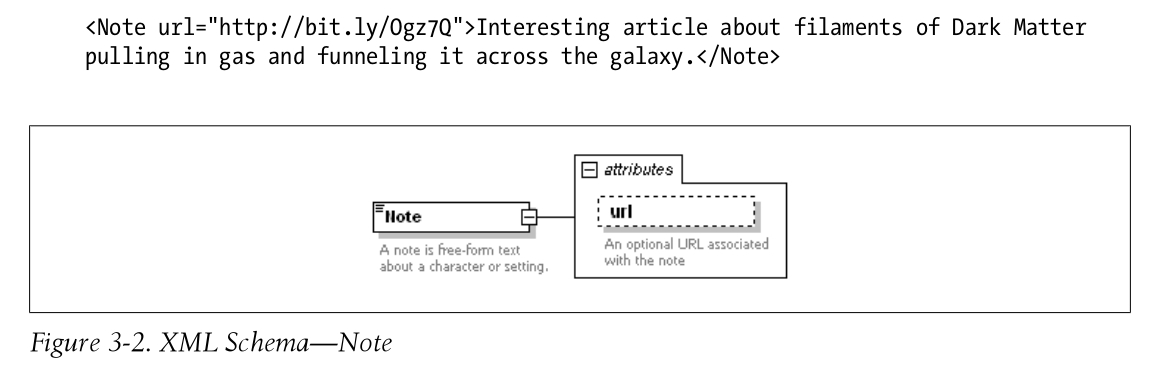 <Note url="http://bit.ly/Ogz7Q">Interesting article about filaments of Dark Matter
pulling in gas and funneling it across the galaxy.</Note>
attributes
Note
url
A note is free-form text
about a character or setting.
An optional URL associated
with the note
Figure 3-2. XML Schema—Note